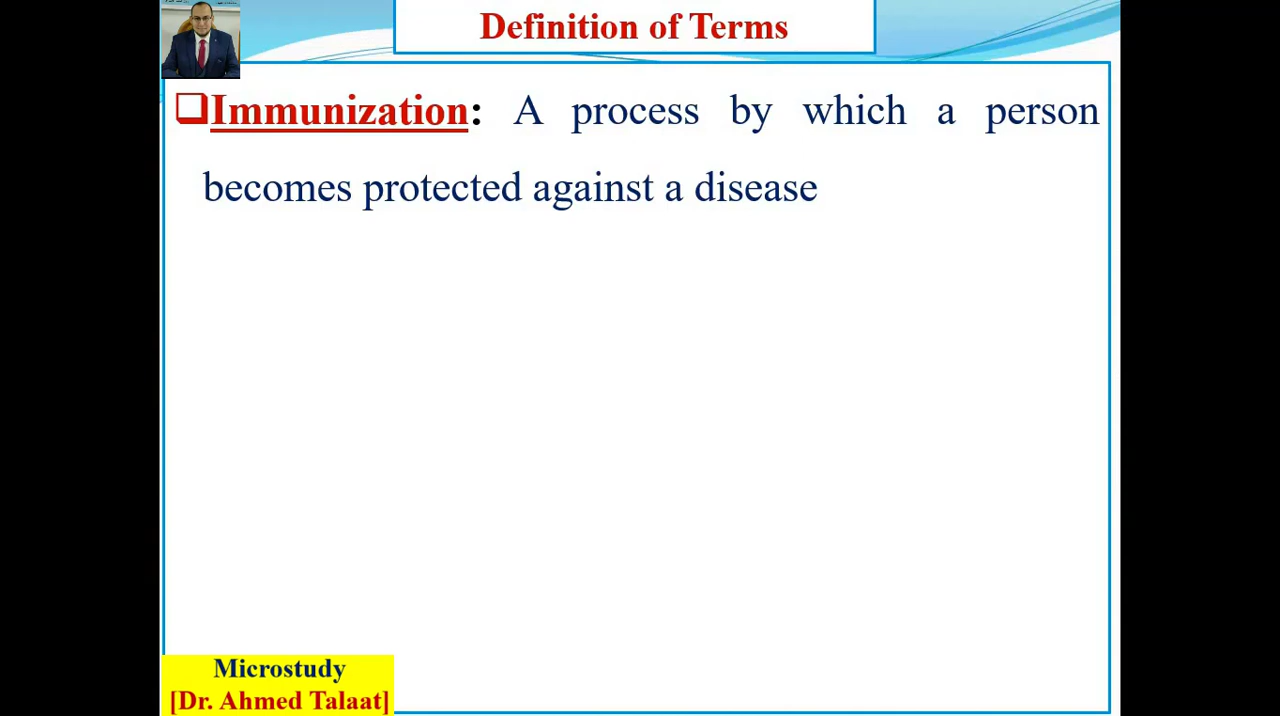 Definition of Terms
Immunization: A process by which a person
becomes protected against a disease
Microstudy
[Dr. Ahmed Talaat]